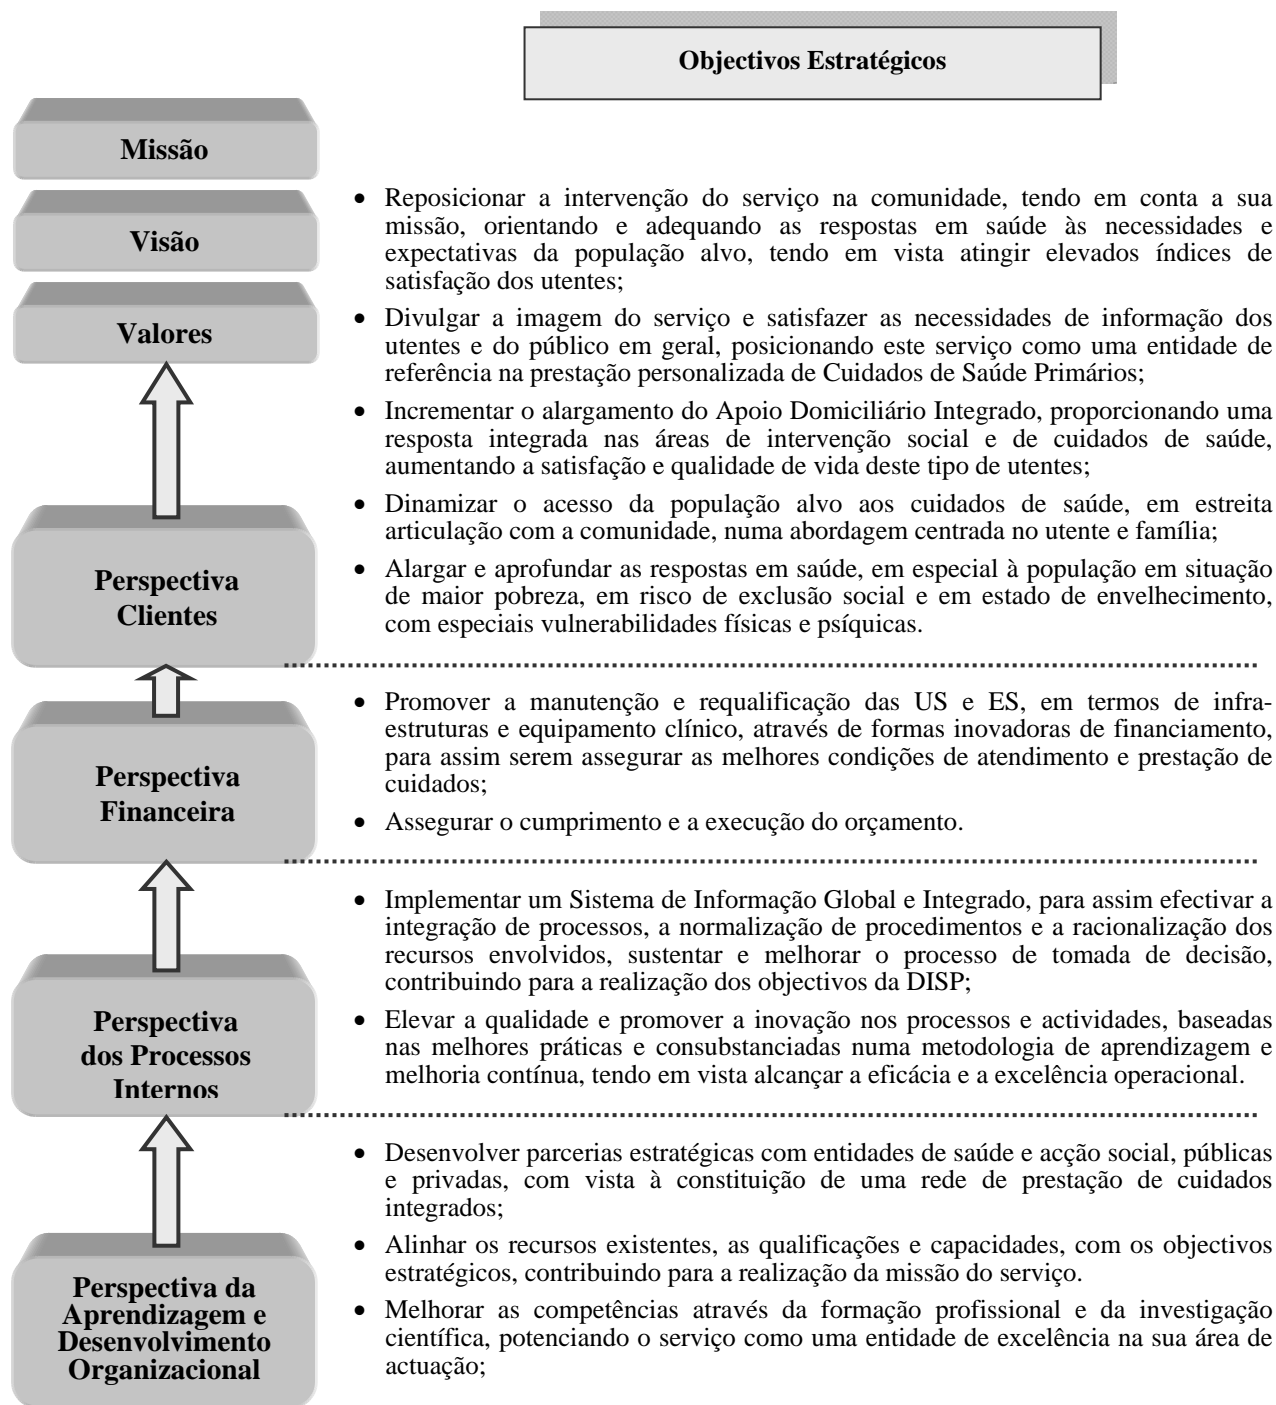 Objectivos Estratégicos
Missão
Visão
Valores
• Reposicionar a intervenção do serviço na comunidade, tendo em conta a sua
missão, orientando e adequando as respostas em saúde às necessidades e
expectativas da população alvo, tendo em vista atingir elevados índices de
satisfação dos utentes;
• Divulgar a imagem do serviço e satisfazer as necessidades de informação dos
utentes e do público em geral, posicionando este serviço como uma entidade de
referência na prestação personalizada de Cuidados de Saúde Primários;
• Incrementar o alargamento do Apoio Domiciliário Integrado, proporcionando uma
resposta integrada nas áreas de intervenção social e de cuidados de saúde,
aumentando a satisfação e qualidade de vida deste tipo de utentes;
• Dinamizar o acesso da população alvo aos cuidados de saúde, em estreita
articulação com a comunidade, numa abordagem centrada no utente e família;
• Alargar e aprofundar as respostas em saúde, em especial à população em situação
de maior pobreza, em risco de exclusão social e em estado de envelhecimento,
com especiais vulnerabilidades físicas e psíquicas.
Perspectiva
Clientes
• Promover a manutenção e requalificação das US e ES, em termos de infra-
estruturas e equipamento clínico, através de formas inovadoras de financiamento,
para assim serem assegurar as melhores condições de atendimento e prestação de
cuidados;
• Assegurar o cumprimento e a execução do orçamento.
Perspectiva
Financeira
• Implementar um Sistema de Informação Global e Integrado, para assim efectivar a
integração de processos, a normalização de procedimentos e a racionalização dos
recursos envolvidos, sustentar e melhorar o processo de tomada de decisão,
contribuindo para a realização dos objectivos da DISP;
• Elevar a qualidade e promover a inovação nos processos e actividades, baseadas
nas melhores práticas e consubstanciadas numa metodologia de aprendizagem e
melhoria contínua, tendo em vista alcançar a eficácia e a excelência operacional.
Perspectiva
dos Processos
Internos
• Desenvolver parcerias estratégicas com entidades de saúde e acção social, públicas
e privadas, com vista à constituição de uma rede de prestação de cuidados
integrados;
• Alinhar os recursos existentes, as qualificações e capacidades, com os objectivos
estratégicos, contribuindo para a realização da missão do serviço.
• Melhorar as competências através da formação profissional e da investigação
científica, potenciando o serviço como uma entidade de excelência na sua área de
actuação;
Perspectiva da
Aprendizagem e
Desenvolvimento
Organizacional